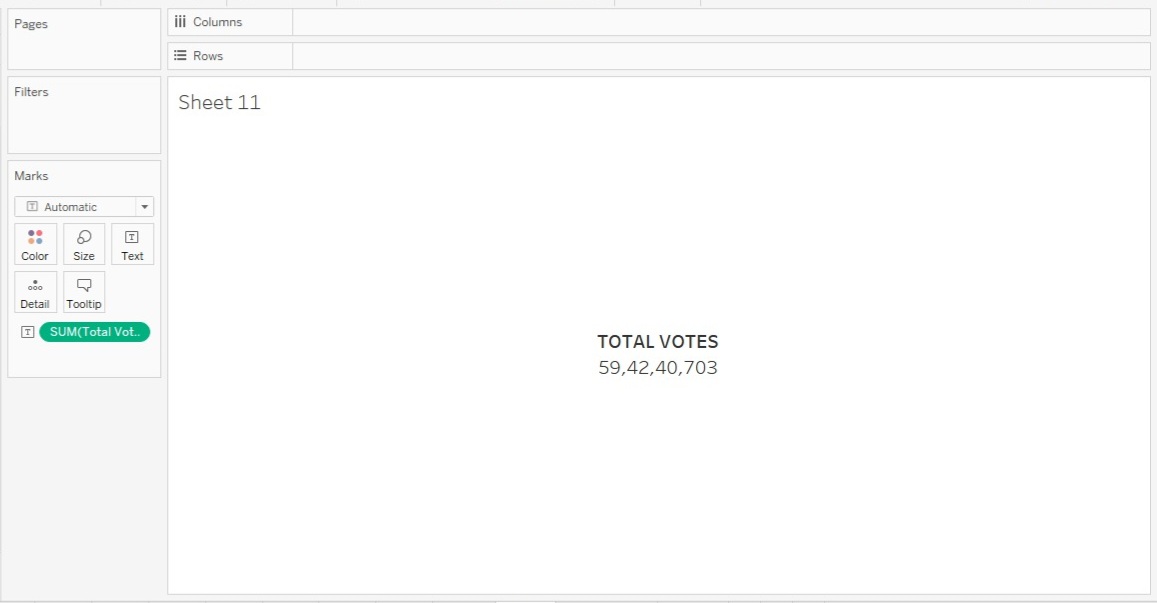 Pages
Columns
Rows
Filters
Sheet 11
Marks
Automatic
Color Size Text
Detail Tooltip
SUM(Total Vot..
TOTAL VOTES
59,42,40,703